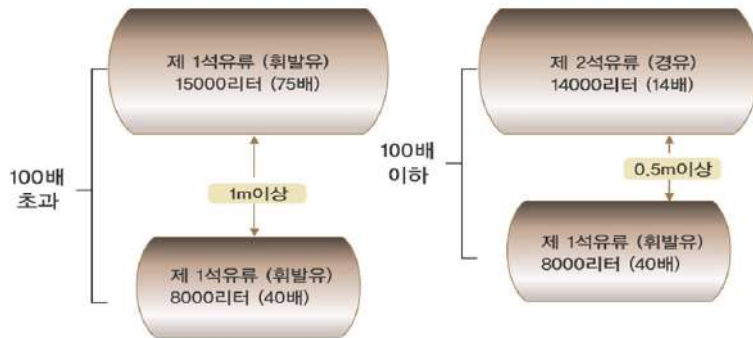 제 1석유류 (휘발유)
15000리터 (75배)
100배
초과
1m이상
제 1석유류 (휘발유)
8000리터 (40배)
제 2석유류 (경유)
14000리터 (14배)
100배
이하
0.5m이상
제 1석유류 (휘발유)
8000리터 (40배)